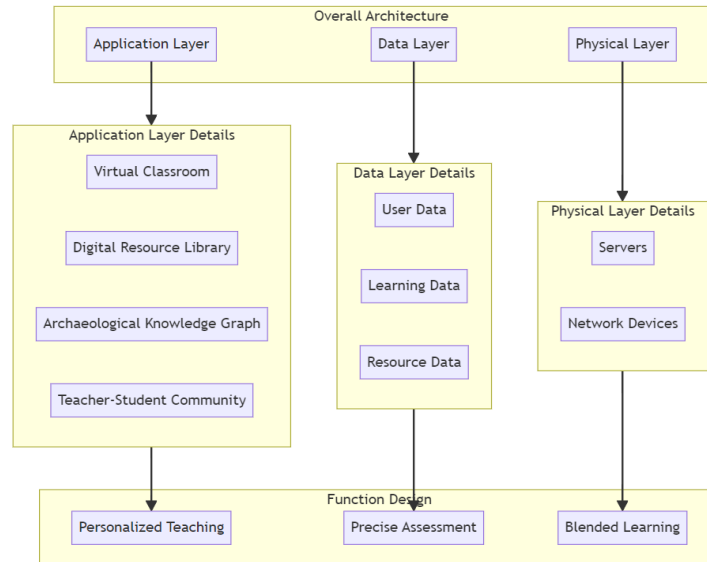 Overall Architecture
Application Layer
Data Layer
Physical Layer
Application Layer Details
Virtual Classroom
Digital Resource Library
Archaeological Knowledge Graph
Teacher-Student Community
Data Layer Details
User Data
Learning Data
Resource Data
Physical Layer Details
Servers
Network Devices
Function Design
Personalized Teaching
Precise Assessment
Blended Learning